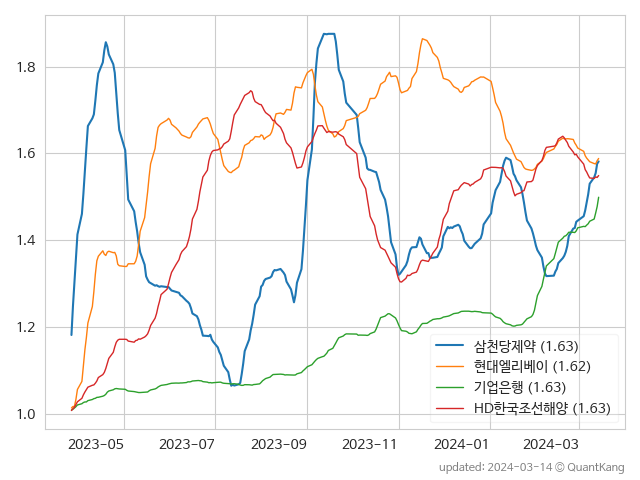 1.8
1.6
1.4
1.2
1.0
삼천당제약 (1.63)
현대엘리베이 (1.62)
기업은행 (1.63)
HD한국조선해양 (1.63)
2023-05 2023-07 2023-09 2023-11 2024-01 2024-03
updated: 2024-03-14 © QuantKang